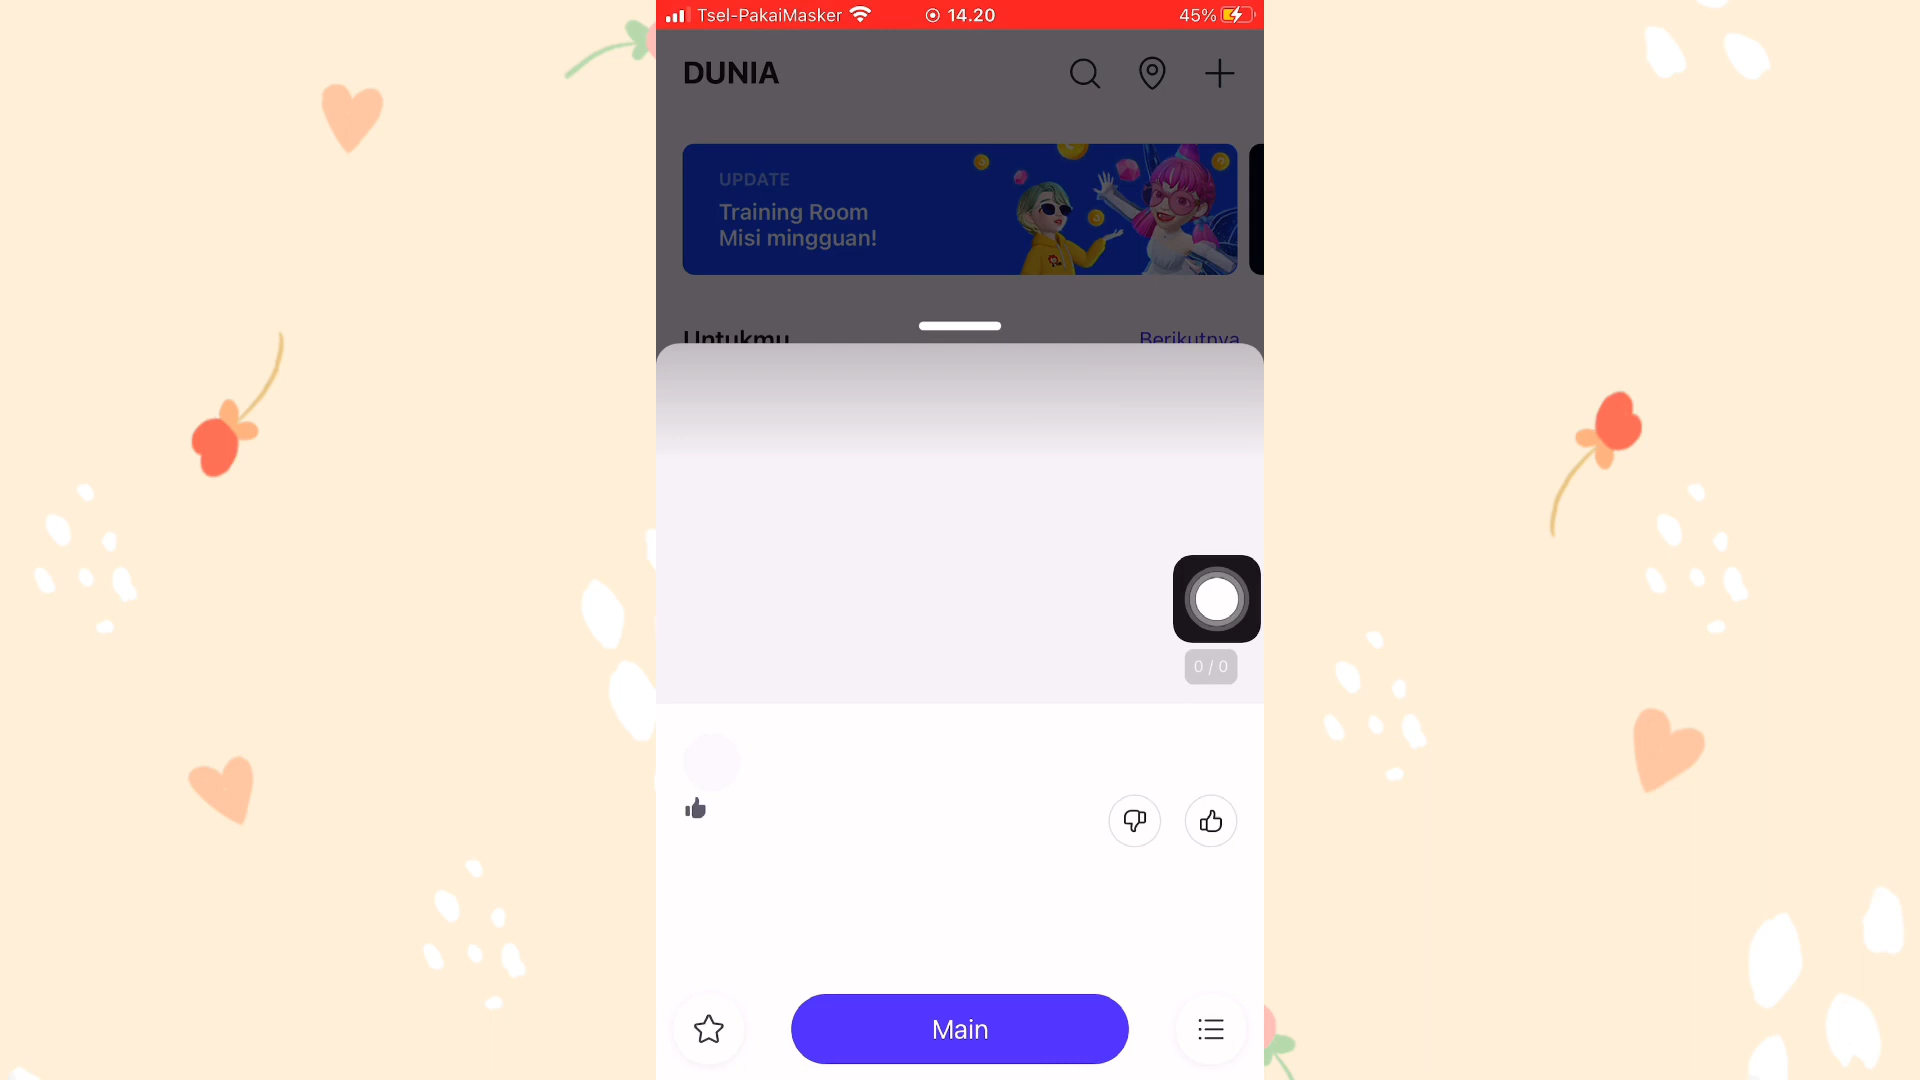 Tsel-PakaiMasker 14.20 45%
DUNIA
UPDATE
Training Room
Misi mingguan!
Untukmu Berikutnya
0 / 0
Main